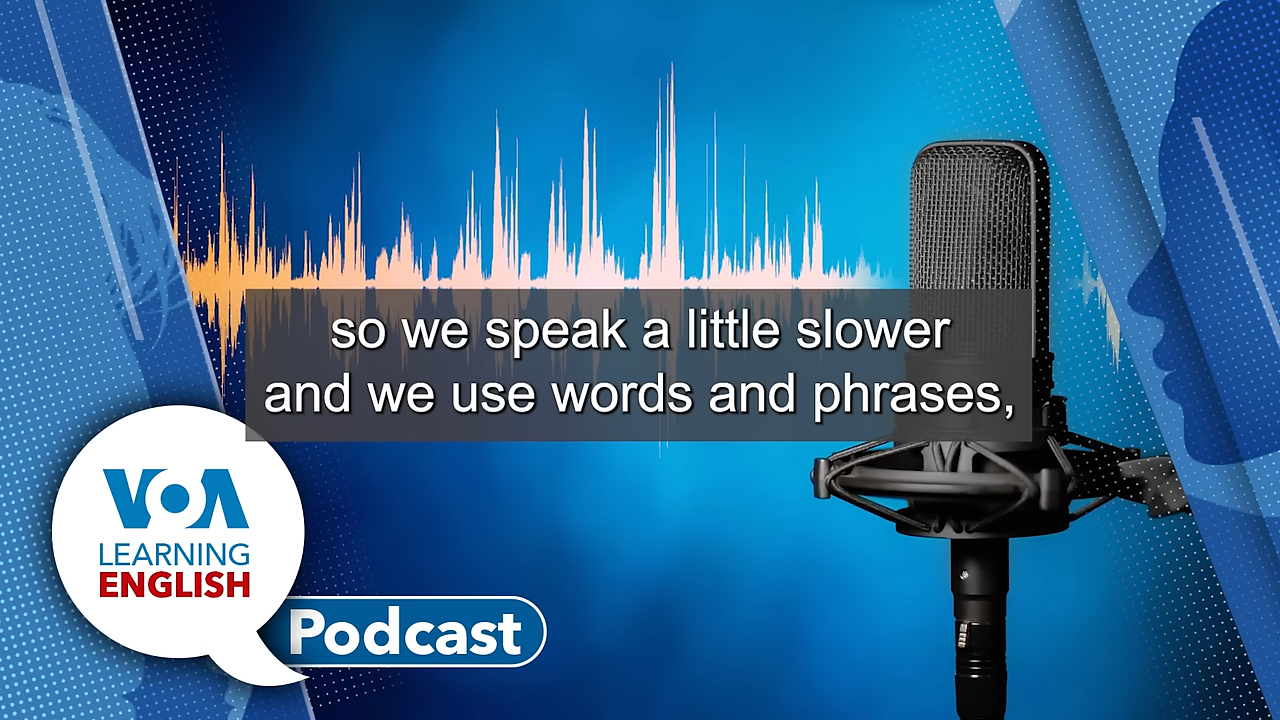 so we speak a little slower
and we use words and phrases,
VOA
LEARNING
ENGLISH
Podcast